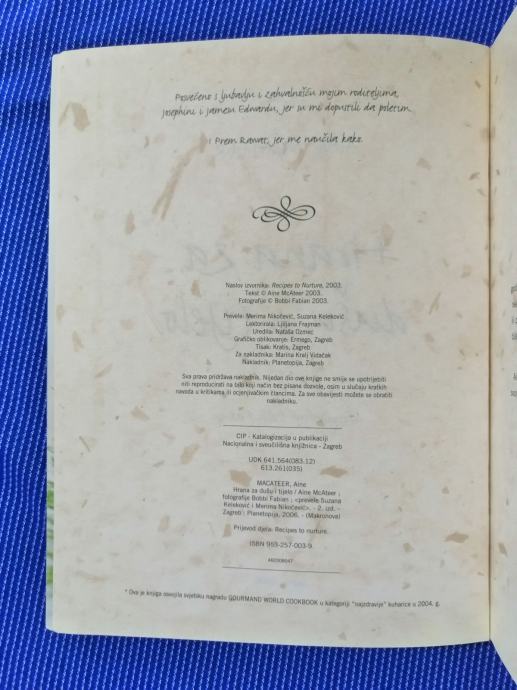 Posvećeno s ljubavlju i zahvalnošću mojim roditeljima,
Josephini i Jamesu Edwardu, jer su mi dopustili da poletim.
i Prem Rawat, jer me naučila kako.
Naslov izvornika: Recipes to Nurture, 2003.
Tekst © Aine McAteer 2003.
Fotografije © Bobbi Fabian 2003.
Prevele: Merima Nikočević, Suzana Keleković
Lektorirala: Ljiljana Frajman
Uredila: Nataša Ozmec
Grafičko oblikovanje: Ermego, Zagreb
Tisak: Kratis, Zagreb
Za nakladnika: Marina Kralj Vidačak
Nakladnik: Planetopija, Zagreb
Sva prava pridržava nakladnik. Nijedan dio ove knjige ne smije se upotrijebiti
niti reproducirati na bilo koji način bez pisane dozvole, osim u slučaju kratkih
navoda u kritikama ili ocjenjivačkim člancima. Za sve obavijesti možete se obratiti
nakladniku.
CIP - Katalogizacija u publikaciji
Nacionalna i sveučilišna knjižnica - Zagreb
UDK 641.564(083.12)
613.261(035)
MACATEER, Aine
Hrana za dušu i tijelo / Aine McAteer ;
fotografije Bobbi Fabian ; <prevele Suzana
Keleković i Merima Nikočević>. - 2. izd. -
Zagreb : Planetopija, 2006. - (Makronova)
Prijevod djela: Recipes to nurture.
ISBN 953-257-003-9
460308047
* Ovo je knjiga osvojila svjetsku nagradu GOURMAND WORLD COOKBOOK u kategoriji "najzdravije" kuharice u 2004. g.